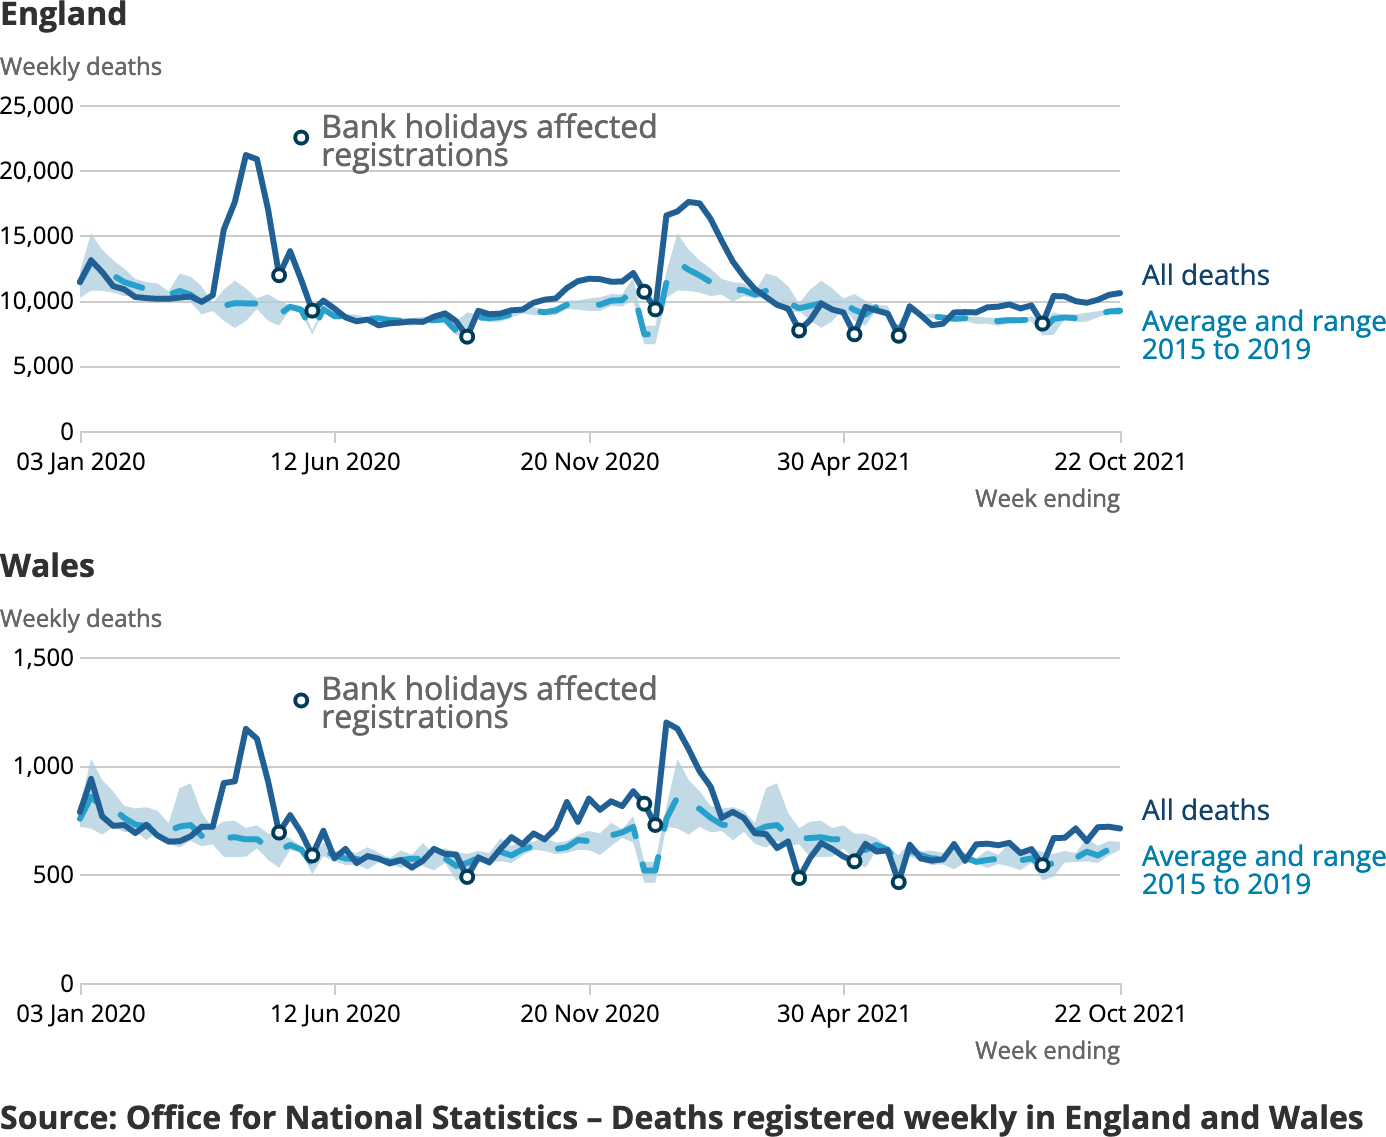 England
Weekly deaths
25,000
Bank holidays affected
registrations
20,000
15,000
10,000
5,000
0
All deaths
Average and range
2015 to 2019
03 Jan 2020
12 Jun 2020
20 Nov 2020
30 Apr 2021
22 Oct 2021
Week ending
Wales
Weekly deaths
1,500
Bank holidays affected
registrations
1,000
500
0
All deaths
Average and range
2015 to 2019
03 Jan 2020
12 Jun 2020
20 Nov 2020
30 Apr 2021
22 Oct 2021
Week ending
Source: Office for National Statistics – Deaths registered weekly in England and Wales